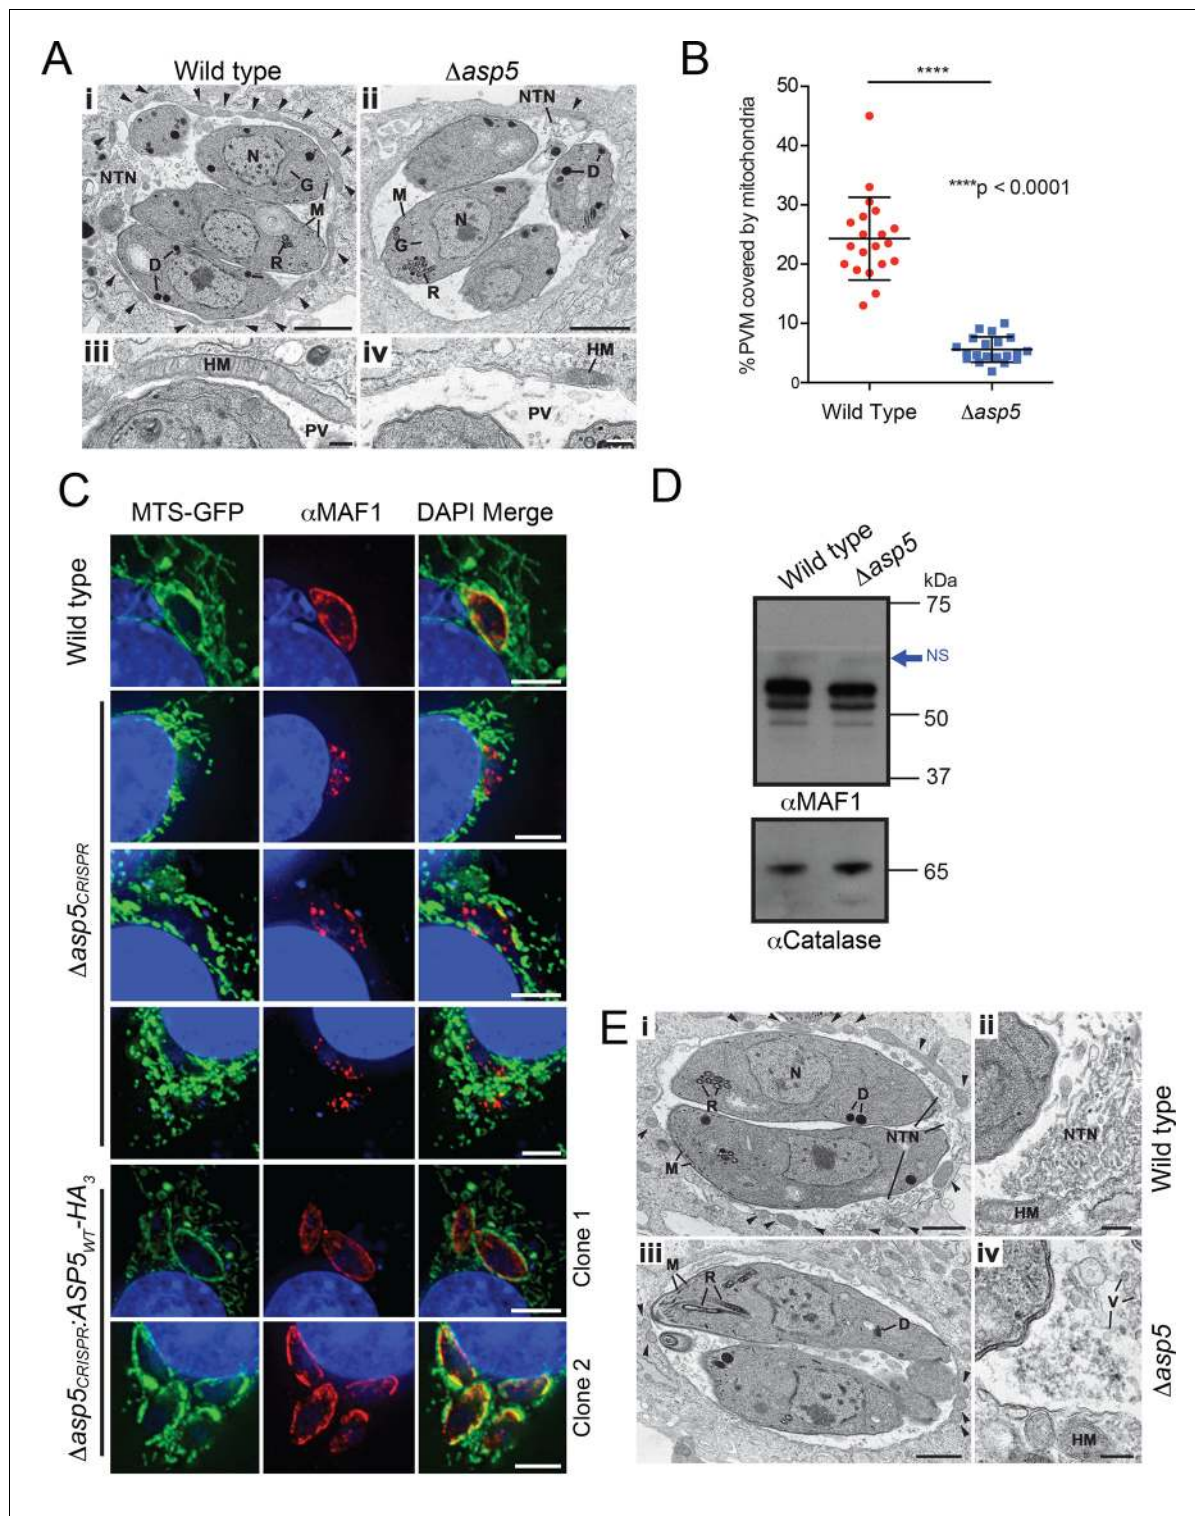 A
Wild type
Δasp5
i
NTN
N
G
M
D
R
ii
NTN
D
M
N
G
R
iii
HM
PV
iv
HM
PV
B
****
%PVM covered by mitochondria
50
40
30
20
10
0
****p < 0.0001
Wild Type
Δasp5
C
MTS-GFP
αMAF1
DAPI Merge
Wild type
Δasp5CRISPR
Δasp5CRISPR:ASP5WT-HA3
Clone 1
Clone 2
D
Wild type
Δasp5
kDa
75
NS
50
37
αMAF1
65
αCatalase
E
i
N
R
D
NTN
M
ii
NTN
HM
Wild type
iii
M
R
D
iv
V
HM
Δasp5